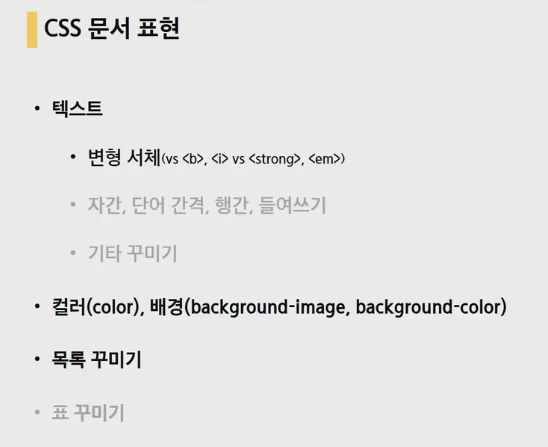 CSS 문서 표현
• 텍스트
• 변형 서체(vs <b>, <i> vs <strong>, <em>)
• 자간, 단어 간격, 행간, 들여쓰기
• 기타 꾸미기
• 컬러(color), 배경(background-image, background-color)
• 목록 꾸미기
• 표 꾸미기